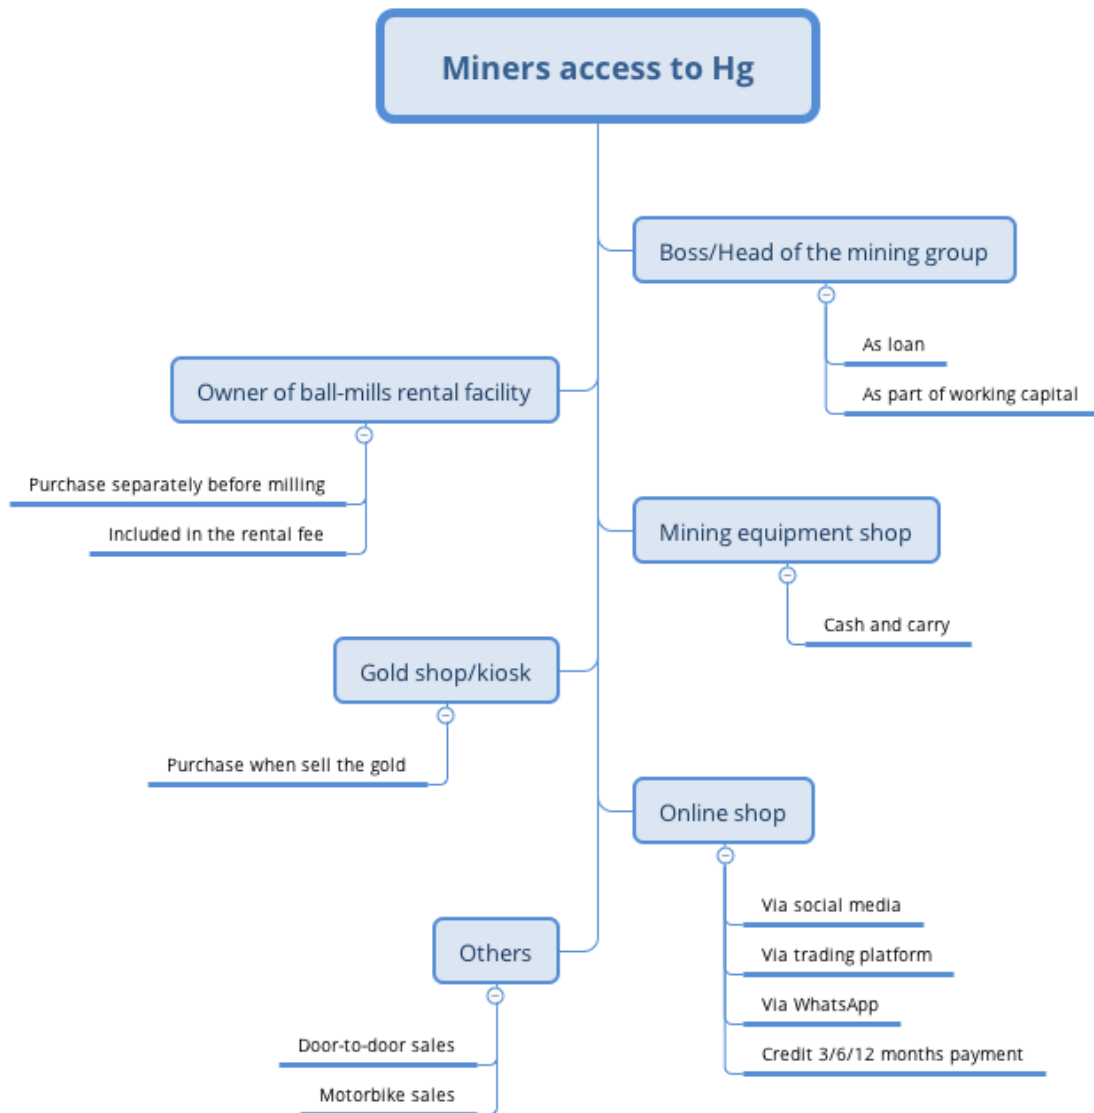 Miners access to Hg
Boss/Head of the mining group
As loan
As part of working capital
Owner of ball-mills rental facility
Purchase separately before milling
Included in the rental fee
Mining equipment shop
Cash and carry
Gold shop/kiosk
Purchase when sell the gold
Online shop
Via social media
Via trading platform
Via WhatsApp
Credit 3/6/12 months payment
Others
Door-to-door sales
Motorbike sales